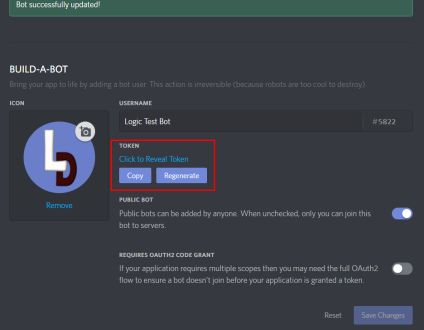 Bot successfully updated!
BUILD-A-BOT
Bring your app to life by adding a bot user. This action is irreversible (because robots are too cool to destroy).
ICON
USERNAME
Logic Test Bot
#5822
LD
TOKEN
Click to Reveal Token
Copy
Regenerate
Remove
PUBLIC BOT
Public bots can be added by anyone. When unchecked, only you can join this
bot to servers.
REQUIRES OAUTH2 CODE GRANT
If your application requires multiple scopes then you may need the full OAuth2
flow to ensure a bot doesn't join before your application is granted a token.
Reset
Save Changes